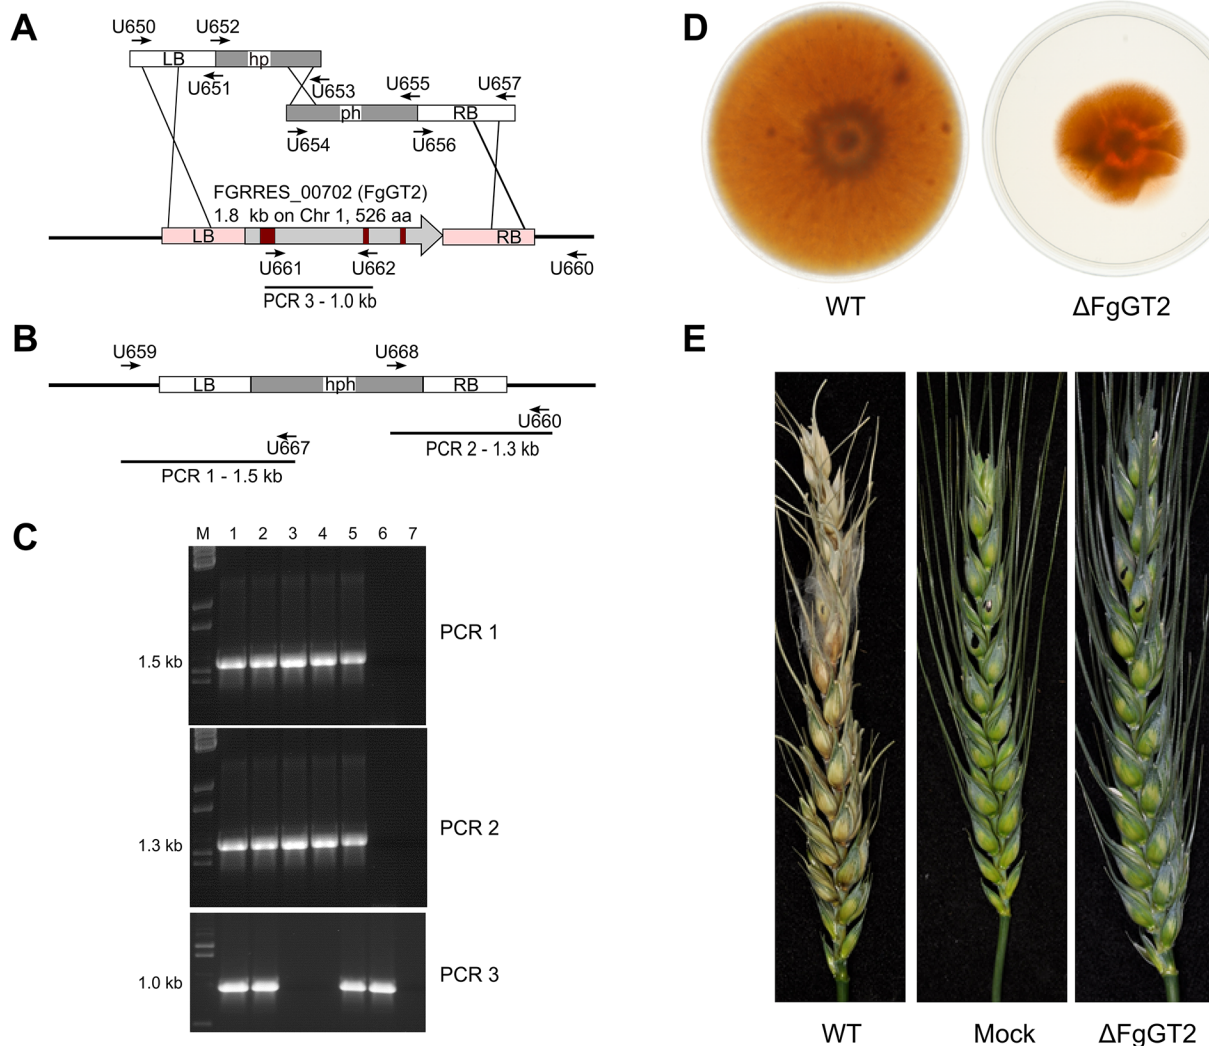 A
U650
U652
LB
hp
U651
U653
U655
U657
ph
RB
U654
U656
FGRRES_00702 (FgGT2)
1.8 kb on Chr 1, 526 aa
LB
RB
U661
U662
U660
PCR 3 - 1.0 kb
B
U659
U668
LB
hph
RB
U660
U667
PCR 2 - 1.3 kb
PCR 1 - 1.5 kb
C
M 1 2 3 4 5 6 7
1.5 kb
PCR 1
1.3 kb
PCR 2
1.0 kb
PCR 3
D
WT
ΔFgGT2
E
WT
Mock
ΔFgGT2